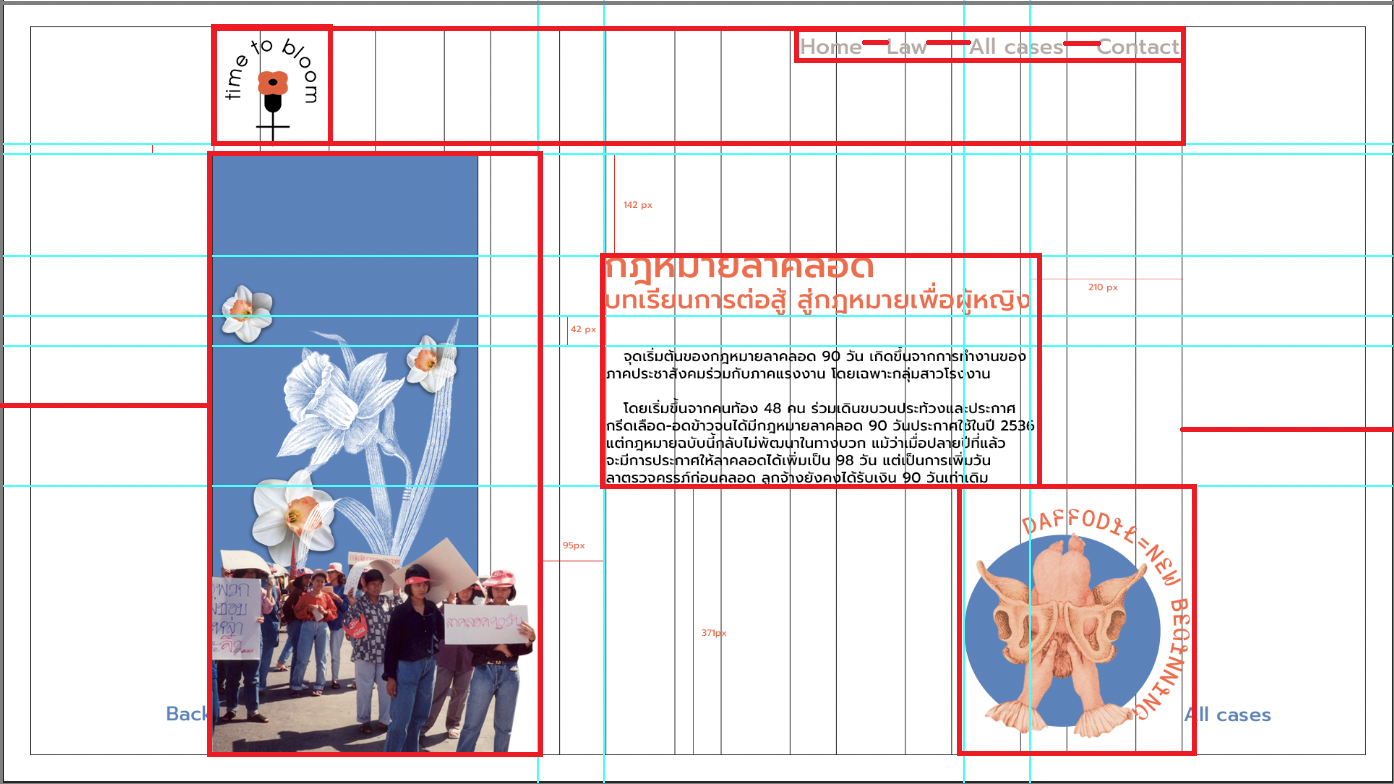 time to bloom
Home Law All cases Contact
142 px
กฎหมายลาคลอด
บทเรียนการต่อสู้ สู่กฎหมายเพื่อผู้หญิง
210 px
42 px
จุดเริ่มต้นของกฎหมายลาคลอด 90 วัน เกิดขึ้นจากการทำงานของ
ภาคประชาสังคมร่วมกับภาคแรงงาน โดยเฉพาะกลุ่มสาวโรงงาน
โดยเริ่มขึ้นจากคนท้อง 48 คน ร่วมเดินขบวนประท้วงและประกาศ
กรีดเลือด-อดข้าวจนได้มีกฎหมายลาคลอด 90 วันประกาศใช้ในปี 2536
แต่กฎหมายฉบับนี้กลับไม่พัฒนาในทางบวก แม้ว่าเมื่อปลายปีที่แล้ว
จะมีการประกาศให้ลาคลอดได้เพิ่มเป็น 98 วัน แต่เป็นการเพิ่มวัน
ลาตรวจครรภ์ก่อนคลอด ลูกจ้างยังคงได้รับเงิน 90 วันเท่าเดิม
DAFFODIL=NEW BEGINNING
95px
371px
ลาคลอด 90 วัน
Back
All cases